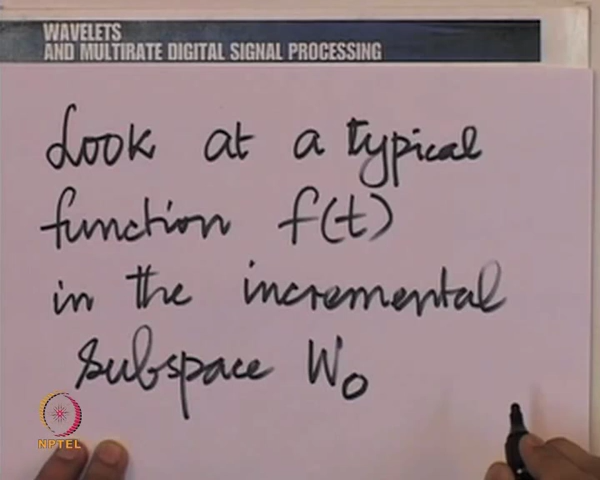 WAVELETS
AND MULTIRATE DIGITAL SIGNAL PROCESSING
Look at a typical
function f(t)
in the incremental
subspace W₀
NPTEL